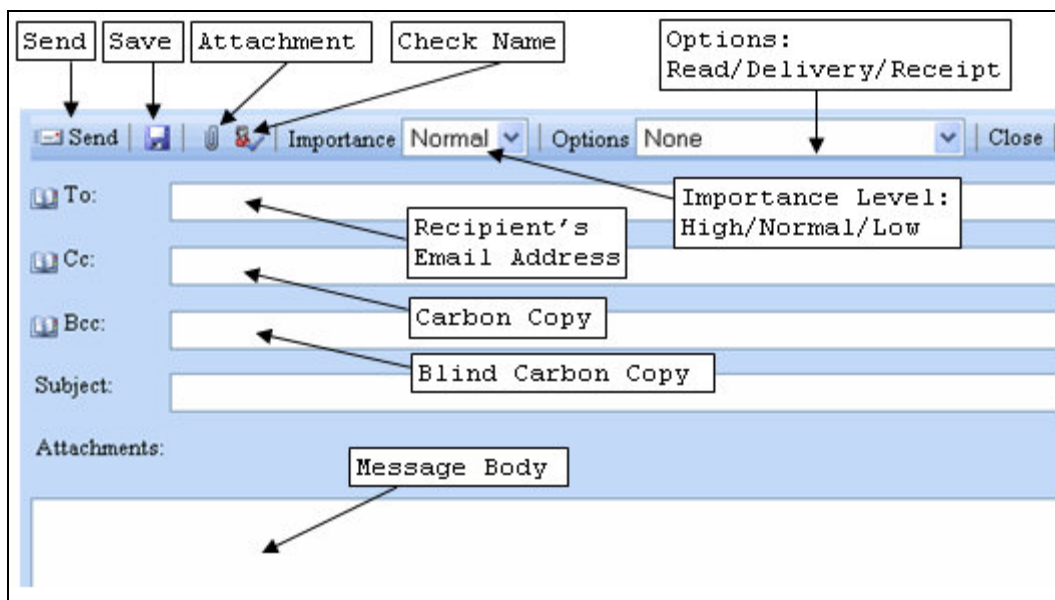 Send
Save
Attachment
Check Name
Options:
Read/Delivery/Receipt
Send
Importance Normal
Options None
Close
To:
Importance Level:
High/Normal/Low
Recipient's
Email Address
Cc:
Carbon Copy
Bcc:
Blind Carbon Copy
Subject:
Attachments:
Message Body